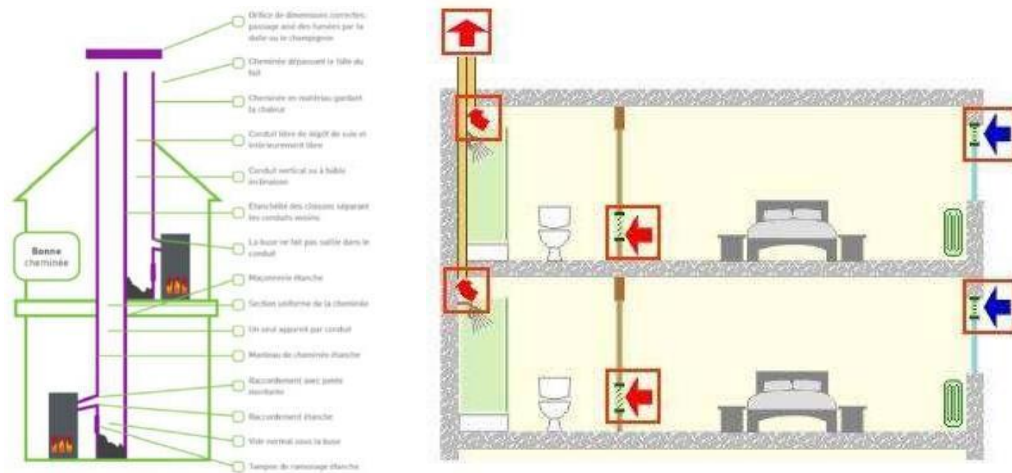 Orifice de dimensions correctes,
passage aisé des fumées par la
dalle ou le champignon
Cheminée dépassant le faîte du
toit
Cheminée en matériau gardant
la chaleur
Conduit libre de dépôt de suie et
intérieurement libre
Conduit vertical ou à faible
inclinaison
Etanchéité des cloisons séparant
les conduits voisins
La buse ne fait pas saillie dans le
conduit
Bonne
cheminée
Maçonnerie étanche
Section uniforme de la cheminée
Un seul appareil par conduit
Manteau de cheminée étanche
Raccordement avec pente
montante
Raccordement étanche
Vide normal sous la buse
Tampon de ramonage étanche